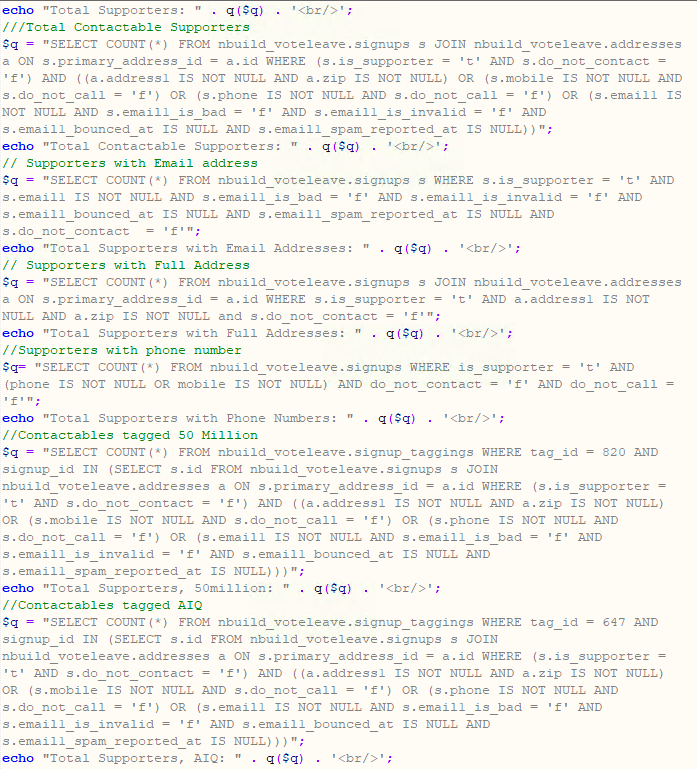 echo "Total Supporters: " . q($q) . '<br/>';
///Total Contactable Supporters
$q = "SELECT COUNT(*) FROM nbuild_voteleave.signups s JOIN nbuild_voteleave.addresses
a ON s.primary_address_id = a.id WHERE (s.is_supporter = 't' AND s.do_not_contact =
'f') AND ((a.address1 IS NOT NULL AND a.zip IS NOT NULL) OR (s.mobile IS NOT NULL AND
s.do_not_call = 'f') OR (s.phone IS NOT NULL AND s.do_not_call = 'f') OR (s.email1 IS
NOT NULL AND s.email1_is_bad = 'f' AND s.email1_is_invalid = 'f' AND
s.email1_bounced_at IS NULL AND s.email1_spam_reported_at IS NULL))";
echo "Total Contactable Supporters: " . q($q) . '<br/>';
// Supporters with Email address
$q = "SELECT COUNT(*) FROM nbuild_voteleave.signups s WHERE s.is_supporter = 't' AND
s.email1 IS NOT NULL AND s.email1_is_bad = 'f' AND s.email1_is_invalid = 'f' AND
s.email1_bounced_at IS NULL AND s.email1_spam_reported_at IS NULL AND
s.do_not_contact  = 'f'";
echo "Total Supporters with Email Addresses: " . q($q) . '<br/>';
// Supporters with Full Address
$q = "SELECT COUNT(*) FROM nbuild_voteleave.signups s JOIN nbuild_voteleave.addresses
a ON s.primary_address_id = a.id WHERE s.is_supporter = 't' AND a.address1 IS NOT
NULL AND a.zip IS NOT NULL and s.do_not_contact = 'f'";
echo "Total Supporters with Full Addresses: " . q($q) . '<br/>';
//Supporters with phone number
$q= "SELECT COUNT(*) FROM nbuild_voteleave.signups WHERE is_supporter = 't' AND
(phone IS NOT NULL OR mobile IS NOT NULL) AND do_not_contact = 'f' AND do_not_call =
'f'";
echo "Total Supporters with Phone Numbers: " . q($q) . '<br/>';
//Contactables tagged 50 Million
$q = "SELECT COUNT(*) FROM nbuild_voteleave.signup_taggings WHERE tag_id = 820 AND
signup_id IN (SELECT s.id FROM nbuild_voteleave.signups s JOIN
nbuild_voteleave.addresses a ON s.primary_address_id = a.id WHERE (s.is_supporter =
't' AND s.do_not_contact = 'f') AND ((a.address1 IS NOT NULL AND a.zip IS NOT NULL)
OR (s.mobile IS NOT NULL AND s.do_not_call = 'f') OR (s.phone IS NOT NULL AND
s.do_not_call = 'f') OR (s.email1 IS NOT NULL AND s.email1_is_bad = 'f' AND
s.email1_is_invalid = 'f' AND s.email1_bounced_at IS NULL AND
s.email1_spam_reported_at IS NULL)))";
echo "Total Supporters, 50million: " . q($q) . '<br/>';
//Contactables tagged AIQ
$q = "SELECT COUNT(*) FROM nbuild_voteleave.signup_taggings WHERE tag_id = 647 AND
signup_id IN (SELECT s.id FROM nbuild_voteleave.signups s JOIN
nbuild_voteleave.addresses a ON s.primary_address_id = a.id WHERE (s.is_supporter =
't' AND s.do_not_contact = 'f') AND ((a.address1 IS NOT NULL AND a.zip IS NOT NULL)
OR (s.mobile IS NOT NULL AND s.do_not_call = 'f') OR (s.phone IS NOT NULL AND
s.do_not_call = 'f') OR (s.email1 IS NOT NULL AND s.email1_is_bad = 'f' AND
s.email1_is_invalid = 'f' AND s.email1_bounced_at IS NULL AND
s.email1_spam_reported_at IS NULL)))";
echo "Total Supporters, AIQ: " . q($q) . '<br/>';